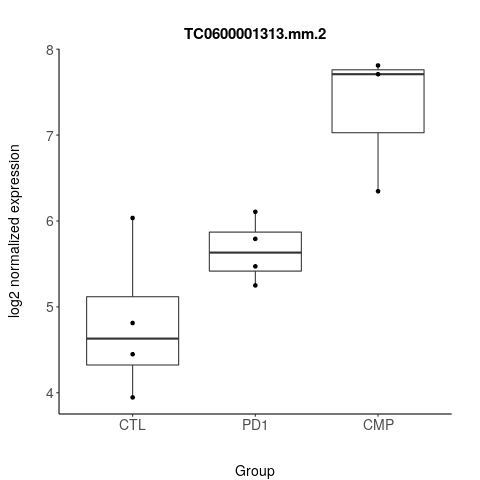 TC0600001313.mm.2
8
7
6
5
4
log2 normalized expression
CTL PD1 CMP
Group